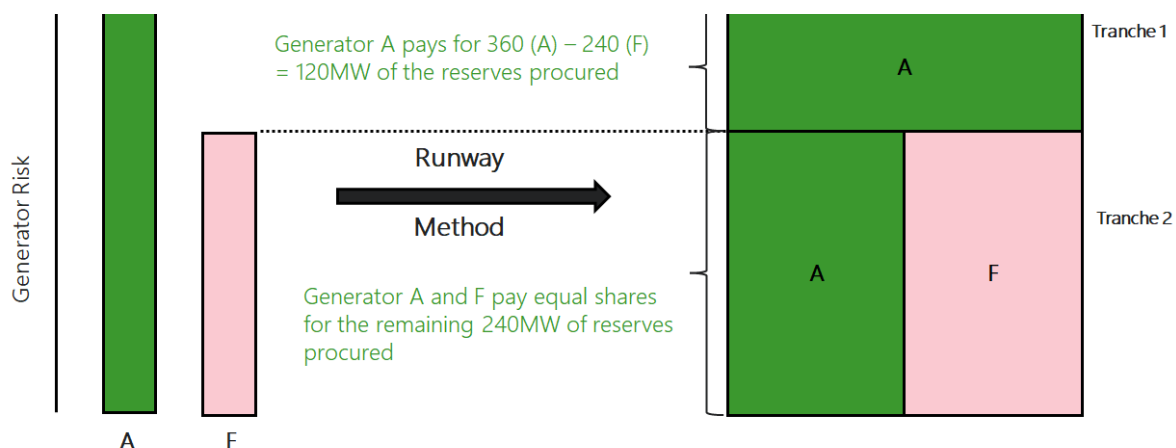 Generator A pays for 360 (A) – 240 (F)
= 120MW of the reserves procured
Tranche 1
A
Runway
Method
Generator Risk
Tranche 2
A
F
Generator A and F pay equal shares
for the remaining 240MW of reserves
procured
A
F